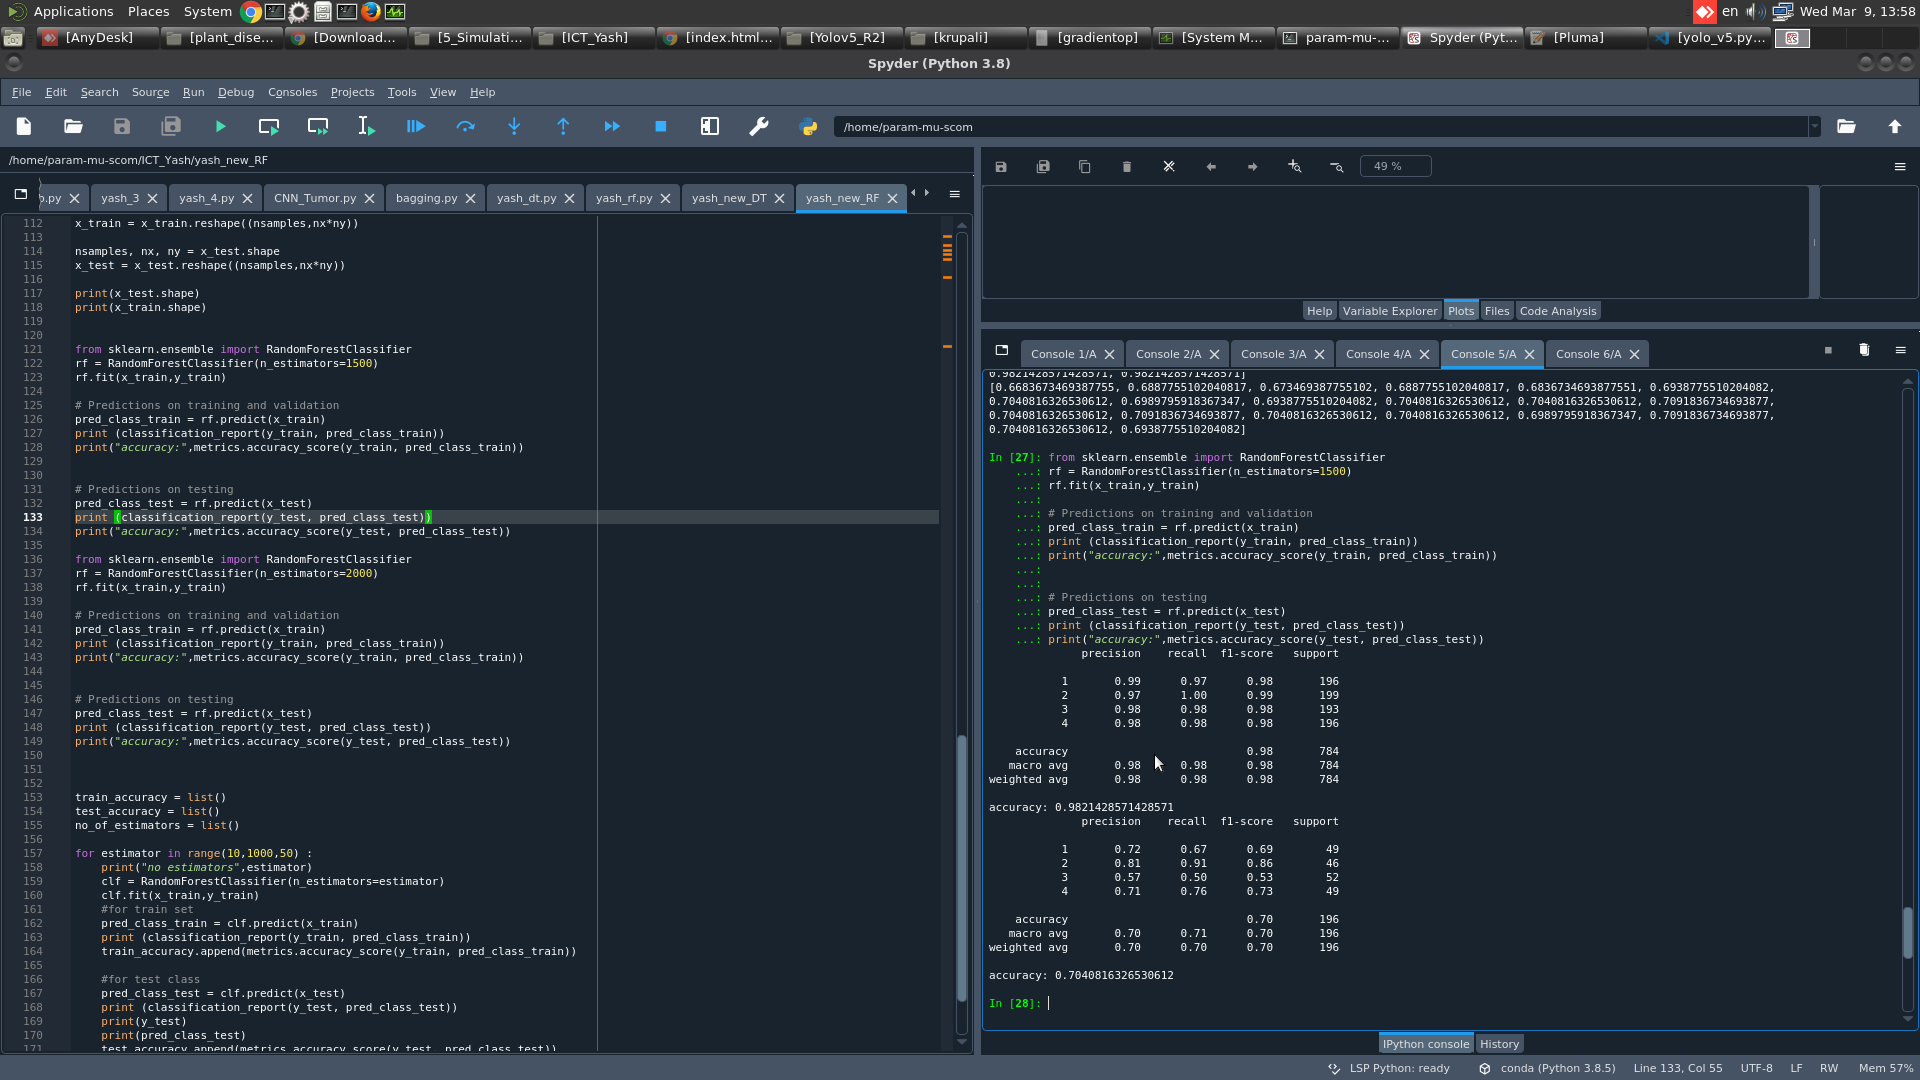 Applications Places System en Wed Mar 9, 13:58
[AnyDesk] [plant_dise... [Download... [5_Simulati... [ICT_Yash] [index.html... [Yolov5_R2] [krupali] [gradientop] [System M... param-mu-... Spyder (Pyt... [Pluma] [yolo_v5.py...
Spyder (Python 3.8)
File Edit Search Source Run Debug Consoles Projects Tools View Help
/home/param-mu-scom
/home/param-mu-scom/ICT_Yash/yash_new_RF
.py yash_3 yash_4.py CNN_Tumor.py bagging.py yash_dt.py yash_rf.py yash_new_DT yash_new_RF
112 x_train = x_train.reshape((nsamples,nx*ny))
113
114 nsamples, nx, ny = x_test.shape
115 x_test = x_test.reshape((nsamples,nx*ny))
116
117 print(x_test.shape)
118 print(x_train.shape)
119
120
121 from sklearn.ensemble import RandomForestClassifier
122 rf = RandomForestClassifier(n_estimators=1500)
123 rf.fit(x_train,y_train)
124
125 # Predictions on training and validation
126 pred_class_train = rf.predict(x_train)
127 print (classification_report(y_train, pred_class_train))
128 print("accuracy:",metrics.accuracy_score(y_train, pred_class_train))
129
130
131 # Predictions on testing
132 pred_class_test = rf.predict(x_test)
133 print (classification_report(y_test, pred_class_test))
134 print("accuracy:",metrics.accuracy_score(y_test, pred_class_test))
135
136 from sklearn.ensemble import RandomForestClassifier
137 rf = RandomForestClassifier(n_estimators=2000)
138 rf.fit(x_train,y_train)
139
140 # Predictions on training and validation
141 pred_class_train = rf.predict(x_train)
142 print (classification_report(y_train, pred_class_train))
143 print("accuracy:",metrics.accuracy_score(y_train, pred_class_train))
144
145
146 # Predictions on testing
147 pred_class_test = rf.predict(x_test)
148 print (classification_report(y_test, pred_class_test))
149 print("accuracy:",metrics.accuracy_score(y_test, pred_class_test))
150
151
152
153 train_accuracy = list()
154 test_accuracy = list()
155 no_of_estimators = list()
156
157 for estimator in range(10,1000,50) :
158 print("no estimators",estimator)
159 clf = RandomForestClassifier(n_estimators=estimator)
160 clf.fit(x_train,y_train)
161 #for train set
162 pred_class_train = clf.predict(x_train)
163 print (classification_report(y_train, pred_class_train))
164 train_accuracy.append(metrics.accuracy_score(y_train, pred_class_train))
165
166 #for test class
167 pred_class_test = clf.predict(x_test)
168 print (classification_report(y_test, pred_class_test))
169 print(y_test)
170 print(pred_class_test)
171 test_accuracy.append(metrics.accuracy_score(y_test, pred_class_test))
49 %
Help Variable Explorer Plots Files Code Analysis
Console 1/A Console 2/A Console 3/A Console 4/A Console 5/A Console 6/A
0.9821428571428571, 0.9821428571428571]
[0.6683673469387755, 0.6887755102040817, 0.673469387755102, 0.6887755102040817, 0.6836734693877551, 0.6938775510204082,
0.7040816326530612, 0.6989795918367347, 0.6938775510204082, 0.7040816326530612, 0.7040816326530612, 0.7040816326530612,
0.7040816326530612, 0.7091836734693877, 0.7040816326530612, 0.7040816326530612, 0.6989795918367347, 0.7091836734693877,
0.7040816326530612, 0.6938775510204082]
In [27]: from sklearn.ensemble import RandomForestClassifier
...: rf = RandomForestClassifier(n_estimators=1500)
...: rf.fit(x_train,y_train)
...:
...: # Predictions on training and validation
...: pred_class_train = rf.predict(x_train)
...: print (classification_report(y_train, pred_class_train))
...: print("accuracy:",metrics.accuracy_score(y_train, pred_class_train))
...:
...:
...: # Predictions on testing
...: pred_class_test = rf.predict(x_test)
...: print (classification_report(y_test, pred_class_test))
...: print("accuracy:",metrics.accuracy_score(y_test, pred_class_test))
precision recall f1-score support
1 0.99 0.97 0.98 196
2 0.97 1.00 0.99 199
3 0.98 0.98 0.98 193
4 0.98 0.98 0.98 196
accuracy 0.98 784
macro avg 0.98 0.98 0.98 784
weighted avg 0.98 0.98 0.98 784
accuracy: 0.9821428571428571
precision recall f1-score support
1 0.72 0.67 0.69 49
2 0.81 0.91 0.86 46
3 0.57 0.50 0.53 52
4 0.71 0.76 0.73 49
accuracy 0.70 196
macro avg 0.70 0.71 0.70 196
weighted avg 0.70 0.70 0.70 196
accuracy: 0.7040816326530612
In [28]:
IPython console History
LSP Python: ready conda (Python 3.8.5) Line 133, Col 55 UTF-8 LF RW Mem 57%